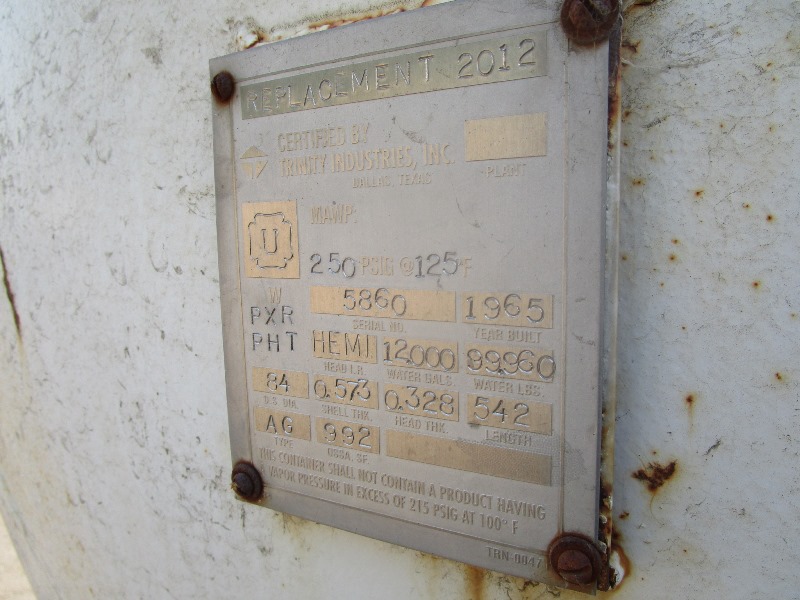 REPLACEMENT 2012
CERTIFIED BY
TRINITY INDUSTRIES, INC.
DALLAS, TEXAS
PLANT
U
MAWP:
250 PSIG @ 125°F
W
5860 1965
SERIAL NO. YEAR BUILT
PXR
PHT HEMI. 12,000 99,960
HEAD I.R. WATER GALS. WATER LBS.
84 0.573 0.328 542
O.S. DIA. SHELL THK. HEAD THK. LENGTH
AG 992
TYPE OSSA. SF.
THIS CONTAINER SHALL NOT CONTAIN A PRODUCT HAVING
VAPOR PRESSURE IN EXCESS OF 215 PSIG AT 100° F
TRN-00471